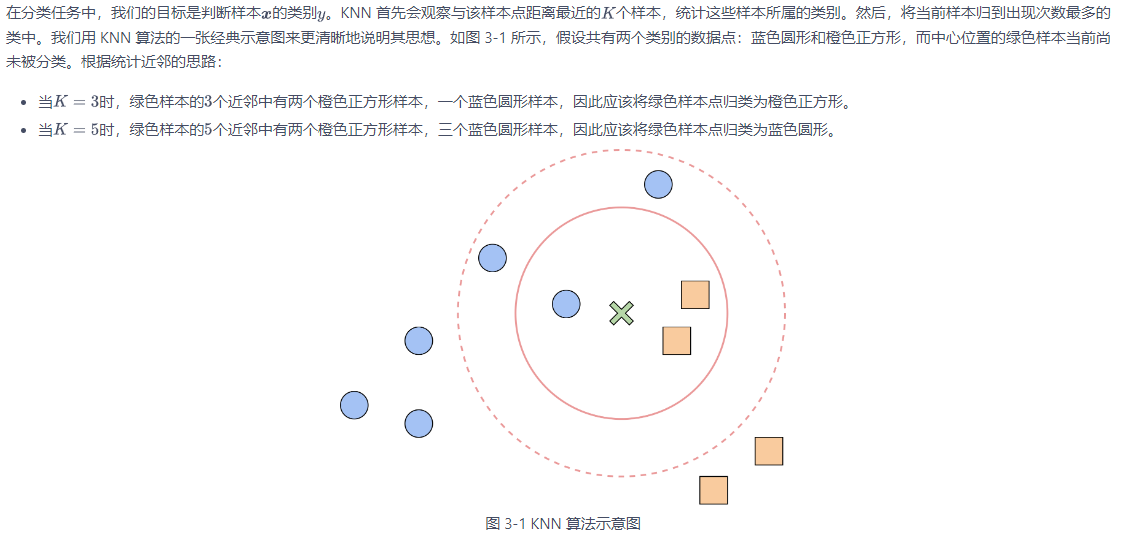 在分类任务中，我们的目标是判断样本x的类别y。KNN 首先会观察与该样本点距离最近的K个样本，统计这些样本所属的类别。然后，将当前样本归到出现次数最多的
类中。我们用 KNN 算法的一张经典示意图来更清晰地说明其思想。如图 3-1 所示，假设共有两个类别的数据点：蓝色圆形和橙色正方形，而中心位置的绿色样本当前尚
未被分类。根据统计近邻的思路：
• 当K = 3时，绿色样本的3个近邻中有两个橙色正方形样本，一个蓝色圆形样本，因此应该将绿色样本点归类为橙色正方形。
• 当K = 5时，绿色样本的5个近邻中有两个橙色正方形样本，三个蓝色圆形样本，因此应该将绿色样本点归类为蓝色圆形。
图 3-1 KNN 算法示意图